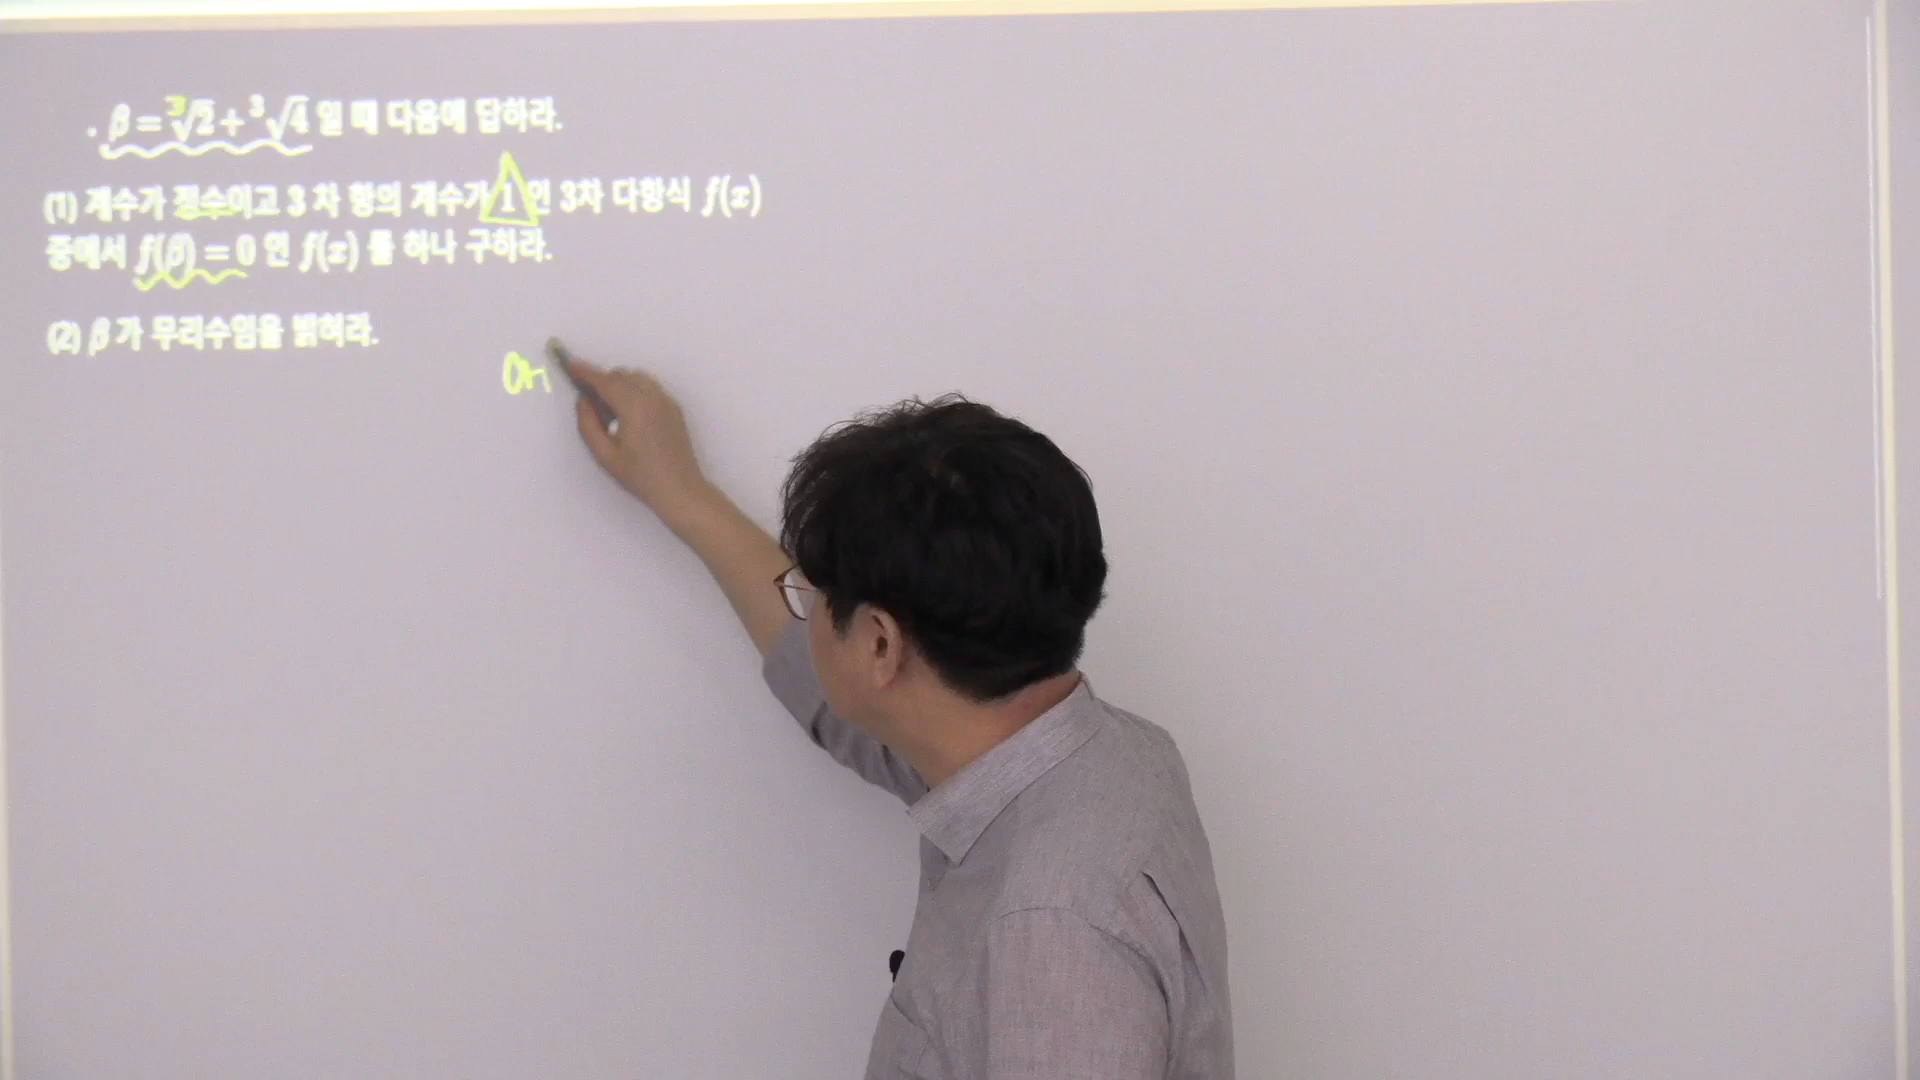 . β = ∛2 + ³√4 일 때 다음에 답하라.
(1) 계수가 정수이고 3 차 항의 계수가 1 인 3차 다항식 f(x)
중에서 f(β) = 0 인 f(x) 를 하나 구하라.
(2) β 가 무리수임을 밝혀라.